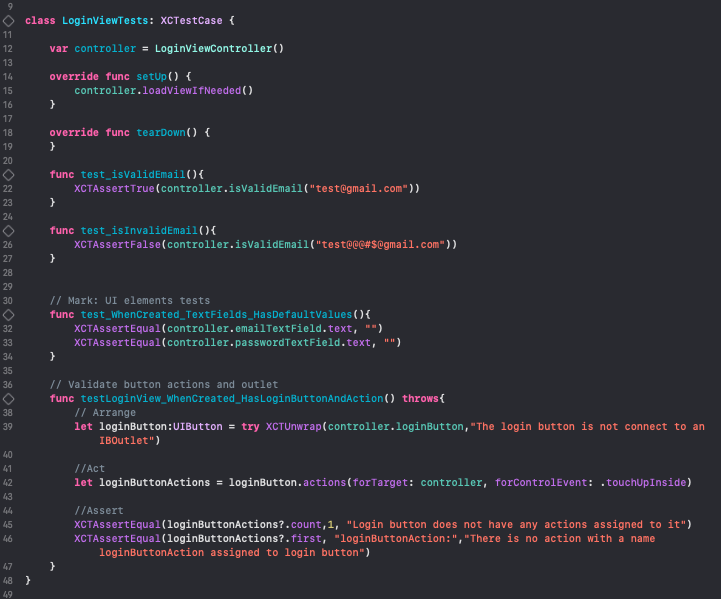 9
class LoginViewTests: XCTestCase {
11
12 var controller = LoginViewController()
13
14 override func setUp() {
15 controller.loadViewIfNeeded()
16 }
17
18 override func tearDown() {
19 }
20
func test_isValidEmail(){
22 XCTAssertTrue(controller.isValidEmail("test@gmail.com"))
23 }
24
func test_isInvalidEmail(){
26 XCTAssertFalse(controller.isValidEmail("test@@@#$@gmail.com"))
27 }
28
29
30 // Mark: UI elements tests
func test_WhenCreated_TextFields_HasDefaultValues(){
32 XCTAssertEqual(controller.emailTextField.text, "")
33 XCTAssertEqual(controller.passwordTextField.text, "")
34 }
35
36 // Validate button actions and outlet
func testLoginView_WhenCreated_HasLoginButtonAndAction() throws{
38 // Arrange
39 let loginButton:UIButton = try XCTUnwrap(controller.loginButton,"The login button is not connect to an
IBOutlet")
40
41 //Act
42 let loginButtonActions = loginButton.actions(forTarget: controller, forControlEvent: .touchUpInside)
43
44 //Assert
45 XCTAssertEqual(loginButtonActions?.count,1, "Login button does not have any actions assigned to it")
46 XCTAssertEqual(loginButtonActions?.first, "loginButtonAction:","There is no action with a name
loginButtonAction assigned to login button")
47 }
48 }
49